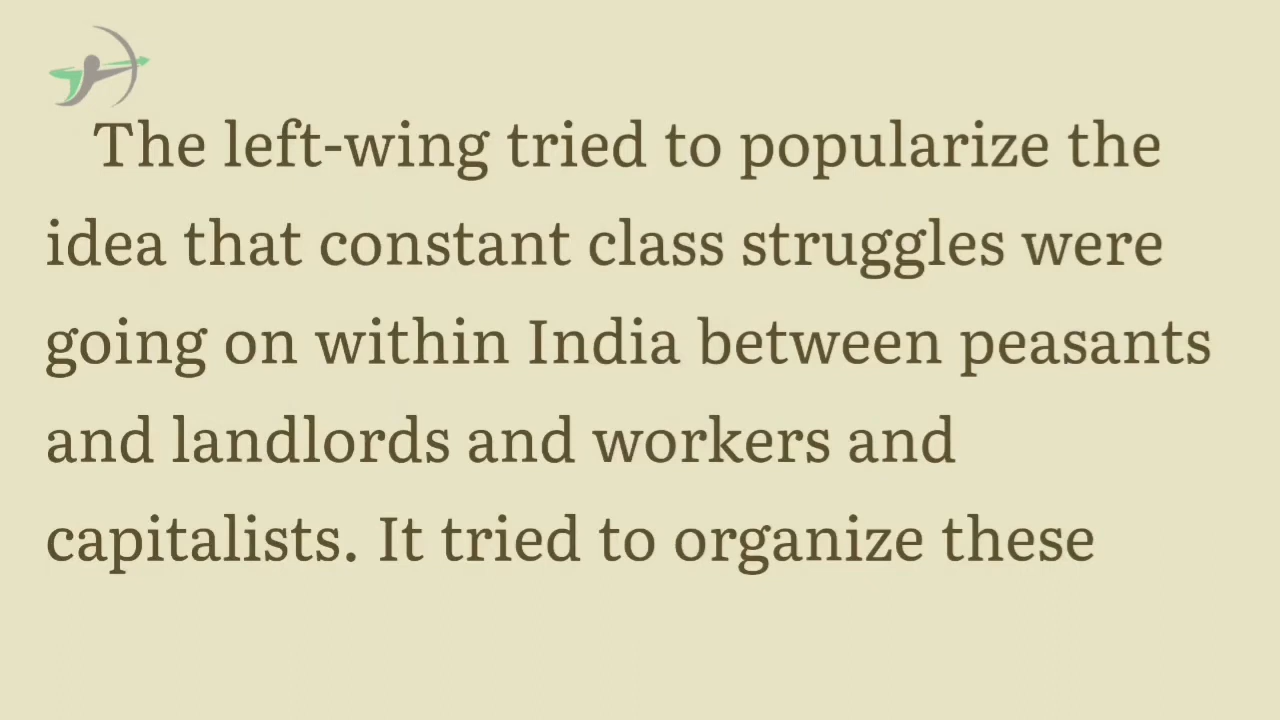 The left-wing tried to popularize the
idea that constant class struggles were
going on within India between peasants
and landlords and workers and
capitalists. It tried to organize these